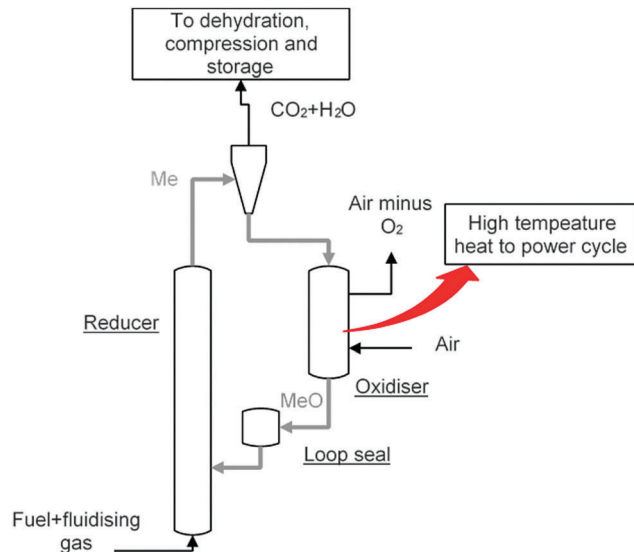 To dehydration,
compression and
storage
CO₂+H₂O
Me
Air minus
O₂
High tempeature
heat to power cycle
Reducer
Air
Oxidiser
MeO
Loop seal
Fuel+fluidising
gas